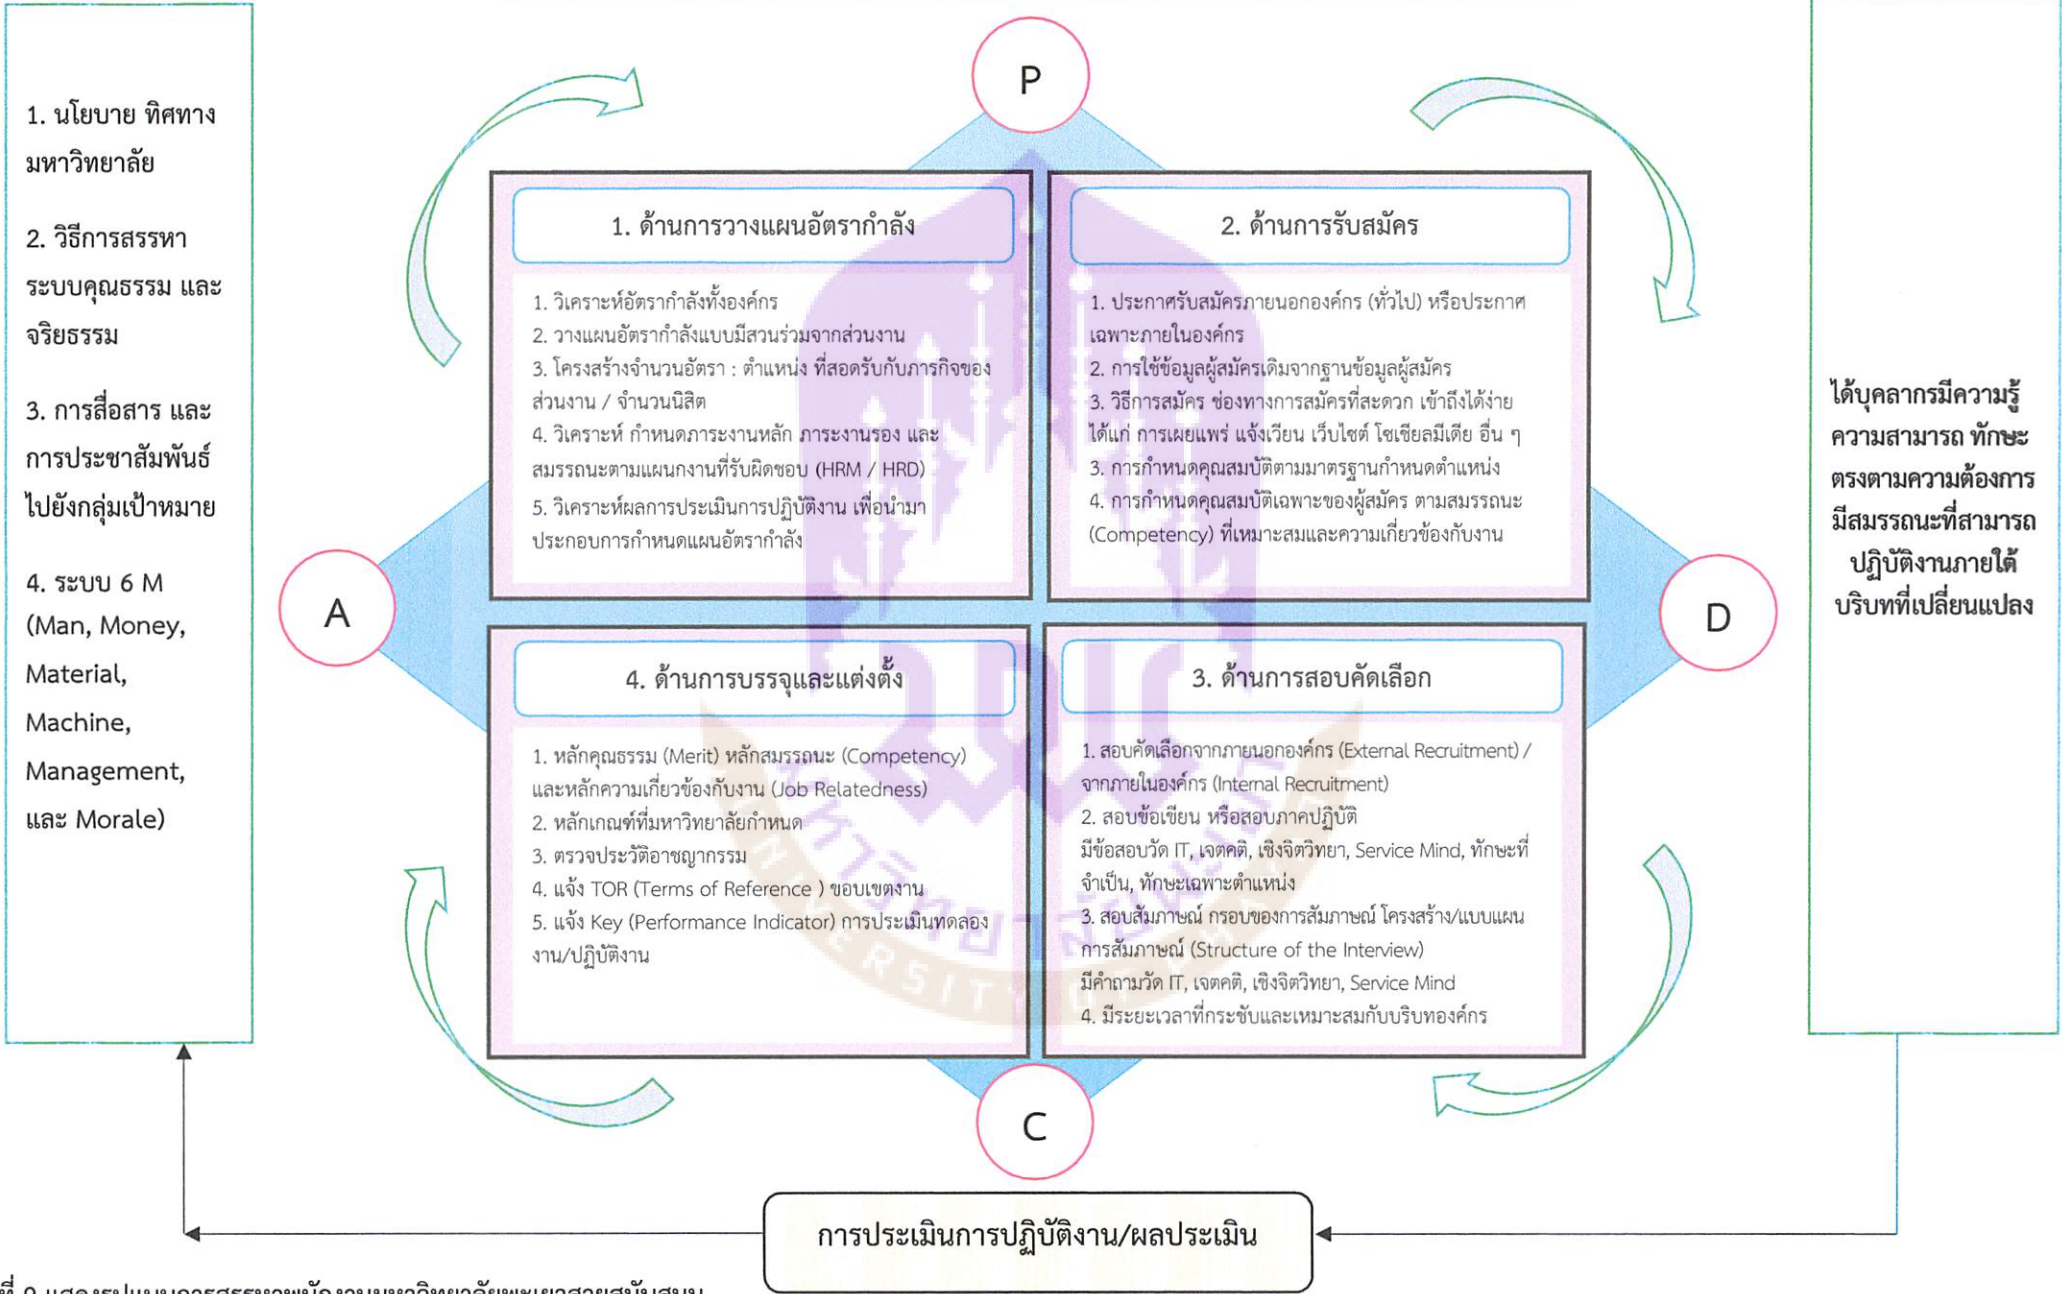 1. นโยบาย ทิศทาง
มหาวิทยาลัย
2. วิธีการสรรหา
ระบบคุณธรรม และ
จริยธรรม
3. การสื่อสาร และ
การประชาสัมพันธ์
ไปยังกลุ่มเป้าหมาย
4. ระบบ 6 M
(Man, Money,
Material,
Machine,
Management,
และ Morale)
P
1. ด้านการวางแผนอัตรากำลัง
1. วิเคราะห์อัตรากำลังทั้งองค์กร
2. วางแผนอัตรากำลังแบบมีสวนร่วมจากส่วนงาน
3. โครงสร้างจำนวนอัตรา : ตำแหน่ง ที่สอดรับกับภารกิจของ
ส่วนงาน / จำนวนนิสิต
4. วิเคราะห์ กำหนดภาระงานหลัก ภาระงานรอง และ
สมรรถนะตามแผนกงานที่รับผิดชอบ (HRM / HRD)
5. วิเคราะห์ผลการประเมินการปฏิบัติงาน เพื่อนำมา
ประกอบการกำหนดแผนอัตรากำลัง
2. ด้านการรับสมัคร
1. ประกาศรับสมัครภายนอกองค์กร (ทั่วไป) หรือประกาศ
เฉพาะภายในองค์กร
2. การใช้ข้อมูลผู้สมัครเดิมจากฐานข้อมูลผู้สมัคร
3. วิธีการสมัคร ช่องทางการสมัครที่สะดวก เข้าถึงได้ง่าย
ได้แก่ การเผยแพร่ แจ้งเวียน เว็บไซต์ โซเชียลมีเดีย อื่น ๆ
3. การกำหนดคุณสมบัติตามมาตรฐานกำหนดตำแหน่ง
4. การกำหนดคุณสมบัติเฉพาะของผู้สมัคร ตามสมรรถนะ
(Competency) ที่เหมาะสมและความเกี่ยวข้องกับงาน
A
D
4. ด้านการบรรจุและแต่งตั้ง
1. หลักคุณธรรม (Merit) หลักสมรรถนะ (Competency)
และหลักความเกี่ยวข้องกับงาน (Job Relatedness)
2. หลักเกณฑ์ที่มหาวิทยาลัยกำหนด
3. ตรวจประวัติอาชญากรรม
4. แจ้ง TOR (Terms of Reference ) ขอบเขตงาน
5. แจ้ง Key (Performance Indicator) การประเมินทดลอง
งาน/ปฏิบัติงาน
3. ด้านการสอบคัดเลือก
1. สอบคัดเลือกจากภายนอกองค์กร (External Recruitment) /
จากภายในองค์กร (Internal Recruitment)
2. สอบข้อเขียน หรือสอบภาคปฏิบัติ
มีข้อสอบวัด IT, เจตคติ, เชิงจิตวิทยา, Service Mind, ทักษะที่
จำเป็น, ทักษะเฉพาะตำแหน่ง
3. สอบสัมภาษณ์ กรอบของการสัมภาษณ์ โครงสร้าง/แบบแผน
การสัมภาษณ์ (Structure of the Interview)
มีคำถามวัด IT, เจตคติ, เชิงจิตวิทยา, Service Mind
4. มีระยะเวลาที่กระชับและเหมาะสมกับบริบทองค์กร
C
ได้บุคลากรมีความรู้
ความสามารถ ทักษะ
ตรงตามความต้องการ
มีสมรรถนะที่สามารถ
ปฏิบัติงานภายใต้
บริบทที่เปลี่ยนแปลง
การประเมินการปฏิบัติงาน/ผลประเมิน
มหาวิทยาลัยพะเยา
UNIVERSITY OF PHAYAO